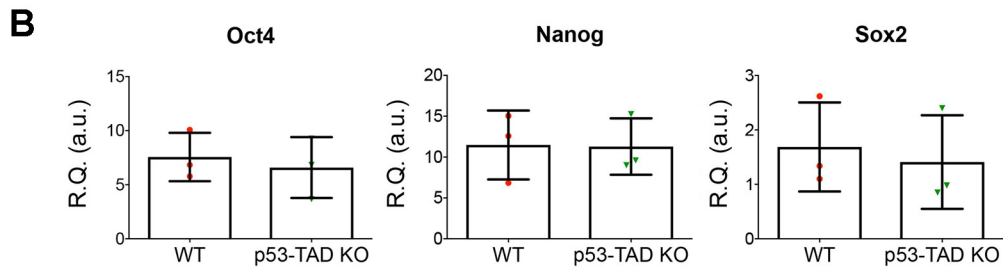 B
Oct4
R.Q. (a.u.)
15
10
5
0
WT
p53-TAD KO
Nanog
R.Q. (a.u.)
20
15
10
5
0
WT
p53-TAD KO
Sox2
R.Q. (a.u.)
3
2
1
0
WT
p53-TAD KO